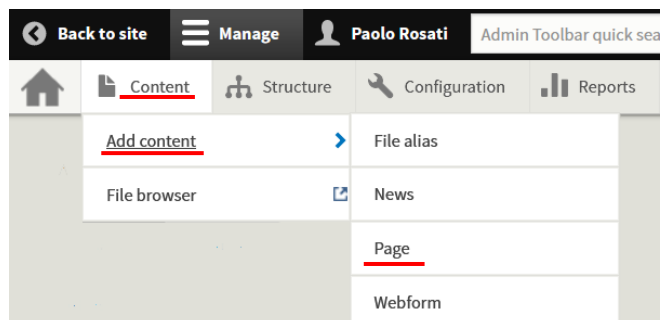 Back to site Manage Paolo Rosati Admin Toolbar quick sea
Content Structure Configuration Reports
Add content File alias
File browser News
Page
Webform